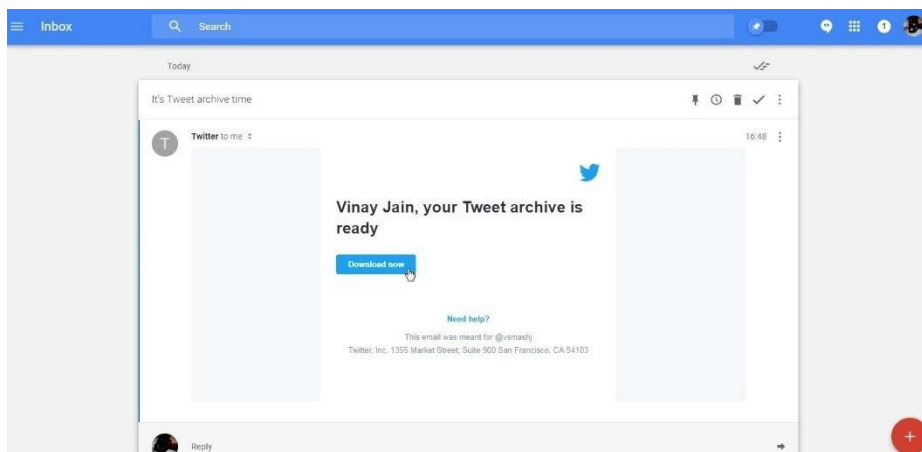 Inbox
Search
1
Today
It's Tweet archive time
T
Twitter to me
16:48
Vinay Jain, your Tweet archive is
ready
Download now
Need help?
This email was meant for @vsmashj
Twitter, Inc. 1355 Market Street, Suite 900 San Francisco, CA 94103
Reply